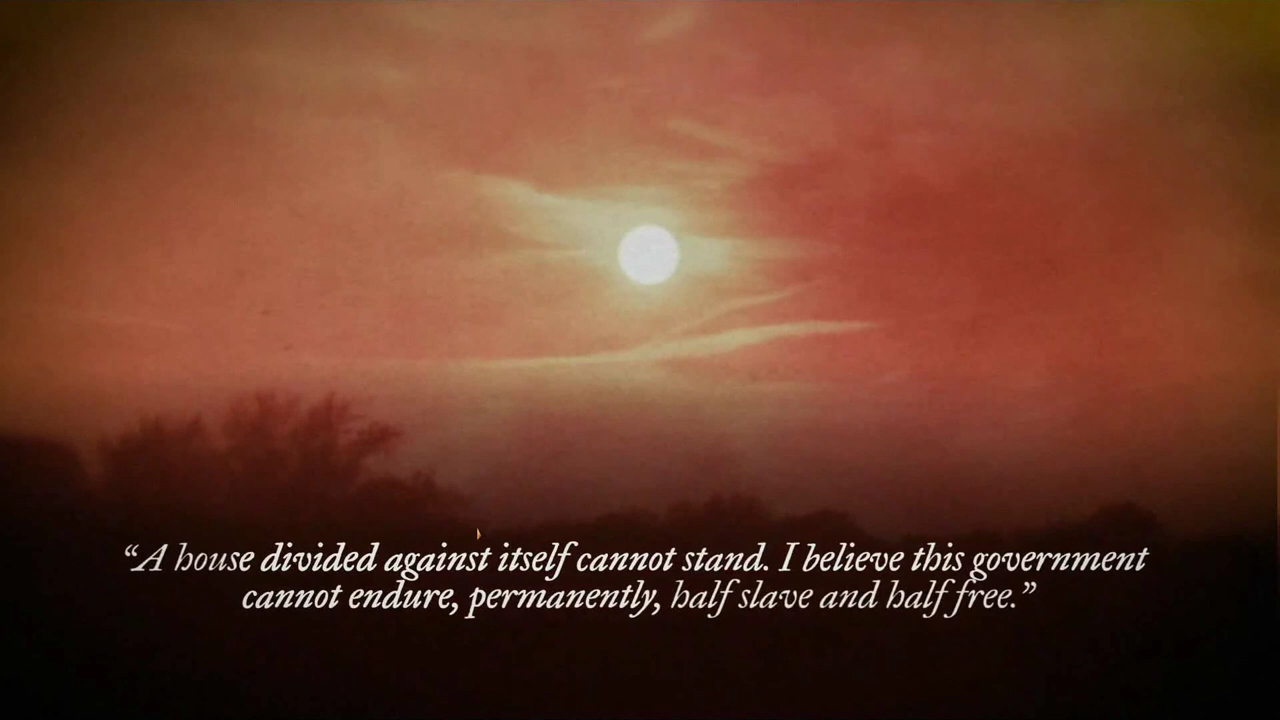 “A house divided against itself cannot stand. I believe this government
cannot endure, permanently, half slave and half free.”